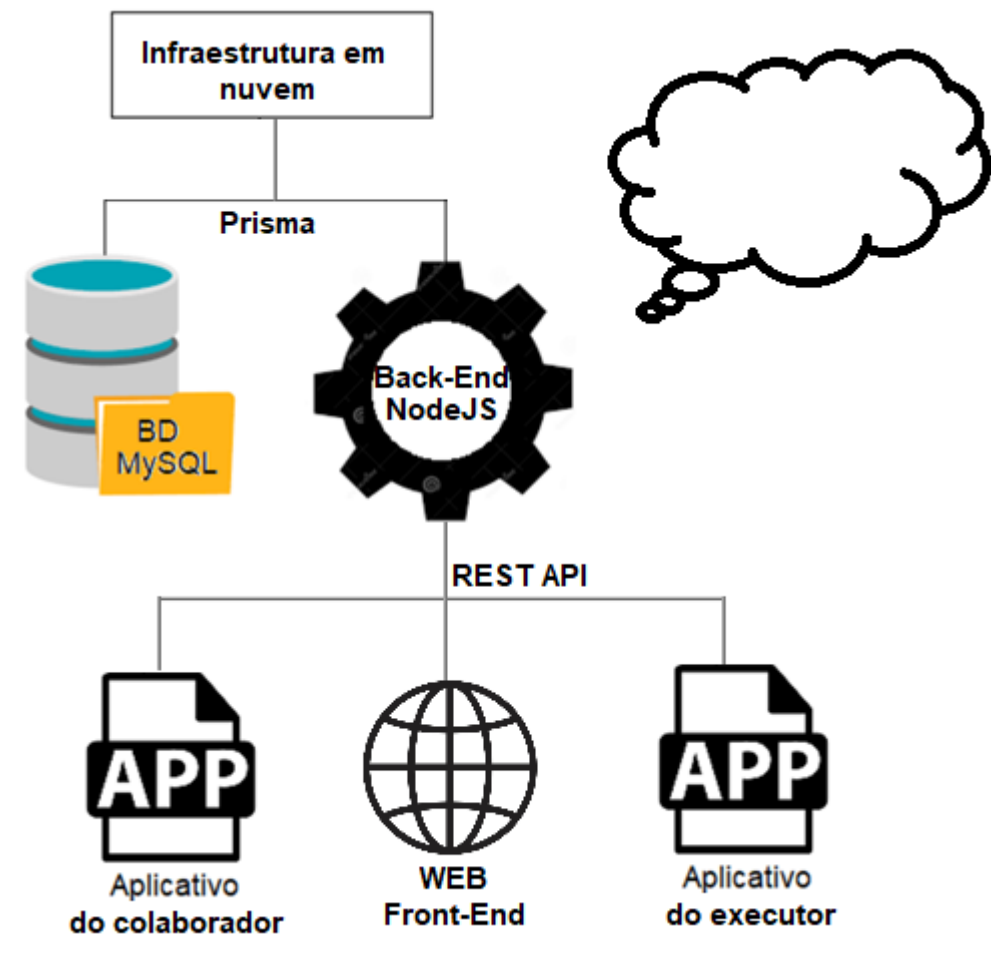 Infraestrutura em
nuvem
Prisma
Back-End
NodeJS
BD
MySQL
REST API
APP
APP
Aplicativo
do colaborador
WEB
Front-End
Aplicativo
do executor